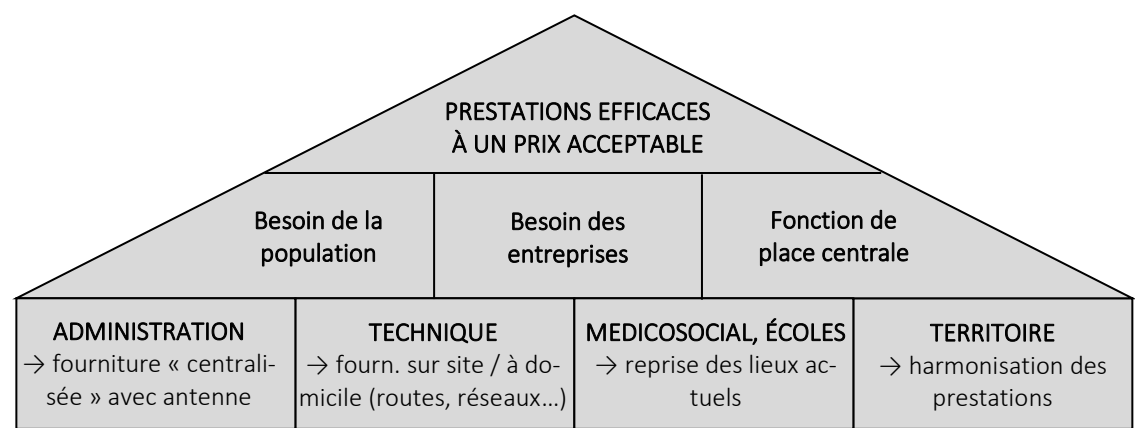 PRESTATIONS EFFICACES
À UN PRIX ACCEPTABLE
Besoin de la
population
Besoin des
entreprises
Fonction de
place centrale
ADMINISTRATION
→ fourniture « centrali-
sée » avec antenne
TECHNIQUE
→ fourn. sur site / à do-
micile (routes, réseaux…)
MEDICOSOCIAL, ÉCOLES
→ reprise des lieux ac-
tuels
TERRITOIRE
→ harmonisation des
prestations